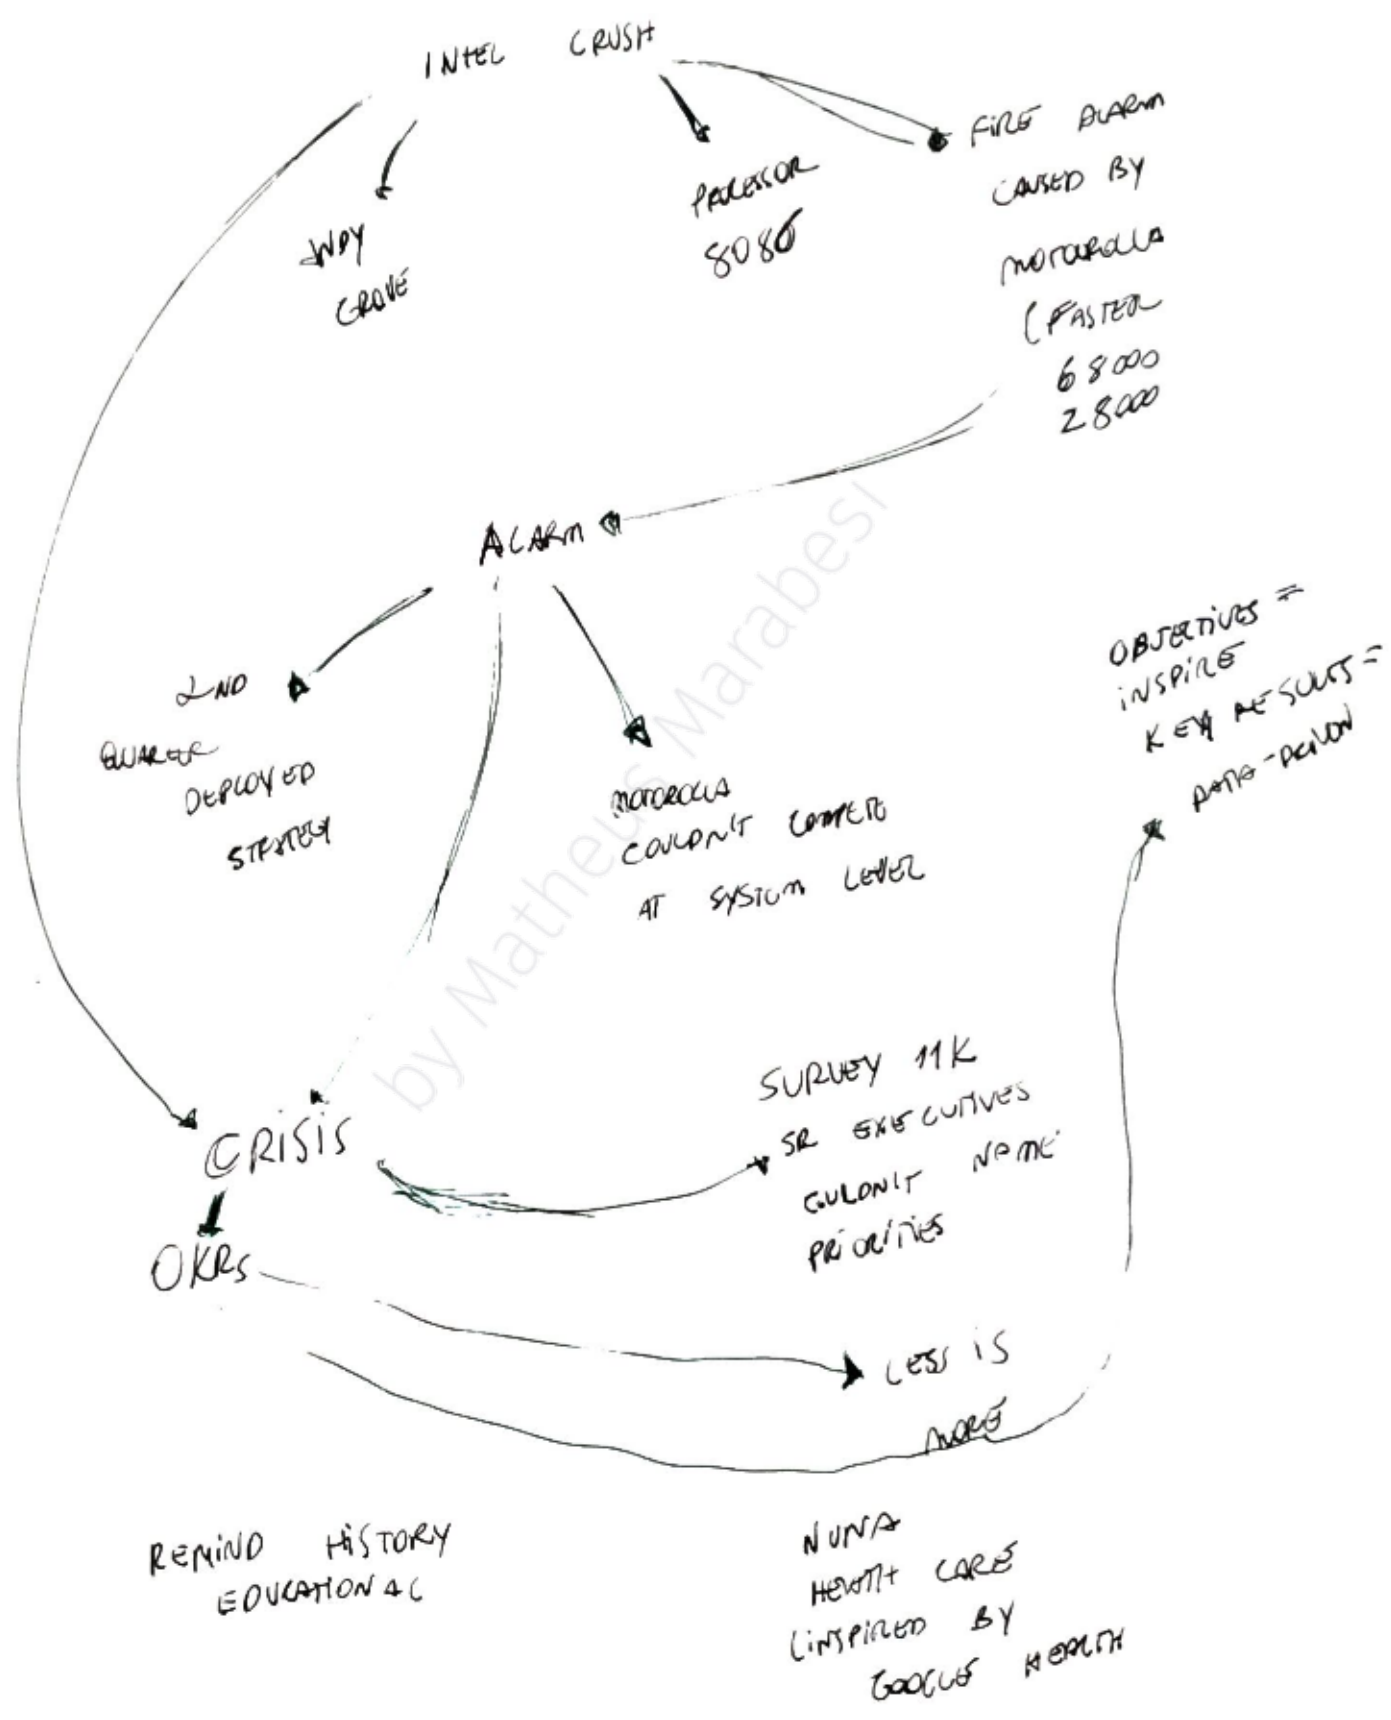 INTEL CRUSH
ANDY
GROVE
PROCESSOR
8086
FIRE ALARM
CAUSED BY
MOTOROLLA
(FASTER
68000
28000
ALARM
2ND
QUARTER
DEPLOYED
STRATEGY
MOTOROLLA
COULDN'T COMPETE
AT SYSTEM LEVEL
OBJECTIVES =
INSPIRE
KEY RESULTS =
DATA-DRIVEN
CRISIS
SURVEY 11K
SR EXECUTIVES
COULDN'T NAME
PRIORITIES
OKRs
LESS IS
MORE
REMIND HISTORY
EDUCATIONAL
NUNA
HEALTH CARE
(INSPIRED BY
GOOGLE HEALTH
by Matheus Marabesi